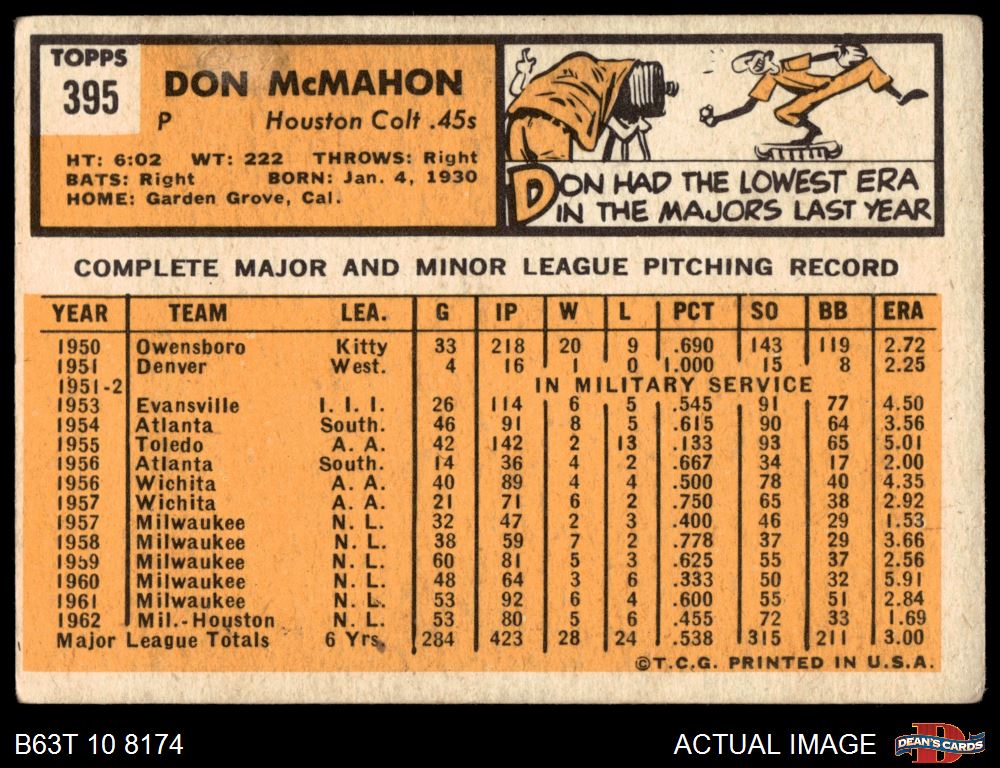 TOPPS
395
DON McMAHON
P Houston Colt .45s
HT: 6:02 WT: 222 THROWS: Right
BATS: Right BORN: Jan. 4, 1930
HOME: Garden Grove, Cal.
DON HAD THE LOWEST ERA
IN THE MAJORS LAST YEAR
COMPLETE MAJOR AND MINOR LEAGUE PITCHING RECORD
YEAR TEAM LEA. G IP W L PCT SO BB ERA
1950 Owensboro Kitty 33 218 20 9 .690 143 119 2.72
1951 Denver West. 4 16 1 0 1.000 15 8 2.25
1951-2 IN MILITARY SERVICE
1953 Evansville I. I. I. 26 114 6 5 .545 91 77 4.50
1954 Atlanta South. 46 91 8 5 .615 90 64 3.56
1955 Toledo A. A. 42 142 2 13 .133 93 65 5.01
1956 Atlanta South. 14 36 4 2 .667 34 17 2.00
1956 Wichita A. A. 40 89 4 4 .500 78 40 4.35
1957 Wichita A. A. 21 71 6 2 .750 65 38 2.92
1957 Milwaukee N. L. 32 47 2 3 .400 46 29 1.53
1958 Milwaukee N. L. 38 59 7 2 .778 37 29 3.66
1959 Milwaukee N. L. 60 81 5 3 .625 55 37 2.56
1960 Milwaukee N. L. 48 64 3 6 .333 50 32 5.91
1961 Milwaukee N. L. 53 92 6 4 .600 55 51 2.84
1962 Mil.-Houston N. L. 53 80 5 6 .455 72 33 1.69
Major League Totals 6 Yrs. 284 423 28 24 .538 315 211 3.00
©T.C.G. PRINTED IN U.S.A.
B63T 10 8174
ACTUAL IMAGE
D
DEAN'S CARDS